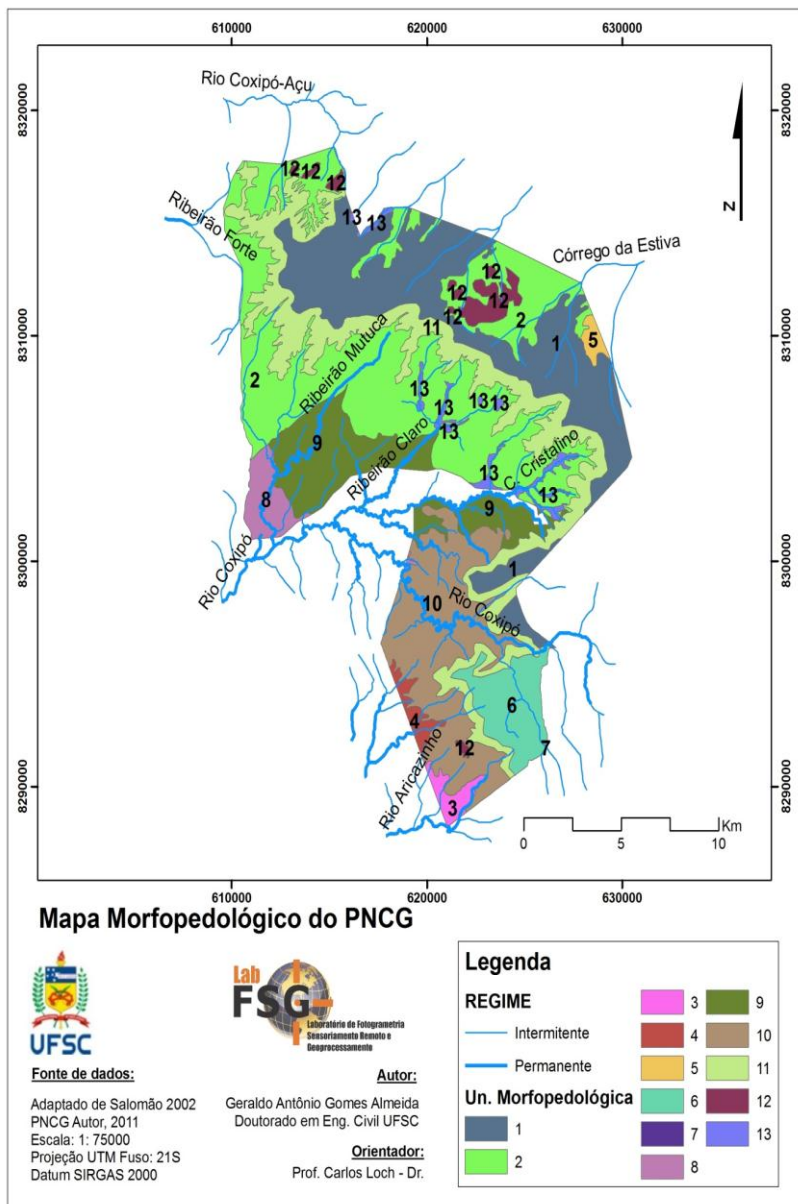 610000 620000 630000
Rio Coxipó-Açu
8320000
8320000
12
12
12
13
13
Ribeirão Forte
N
Córrego da Estiva
12
12
12
12
2
1
5
8310000
8310000
11
Ribeirão Mutuca
2
13
13
13
13
13
9
Ribeirão Claro
13
C. Cristalino
13
8
9
8300000
8300000
Rio Coxipó
1
10
Rio Coxipó
6
4
12
7
Rio Aricazinho
8290000
8290000
3
0 5 10
Km
610000 620000 630000
Mapa Morfopedológico do PNCG
UFSC
Lab
FSG
Laboratório de Fotogrametria
Sensoriamento Remoto e
Geoprocessamento
Fonte de dados:
Adaptado de Salomão 2002
PNCG Autor, 2011
Escala: 1: 75000
Projeção UTM Fuso: 21S
Datum SIRGAS 2000
Autor:
Geraldo Antônio Gomes Almeida
Doutorado em Eng. Civil UFSC
Orientador:
Prof. Carlos Loch - Dr.
Legenda
REGIME
Intermitente
Permanente
Un. Morfopedológica
1
2
3
4
5
6
7
8
9
10
11
12
13